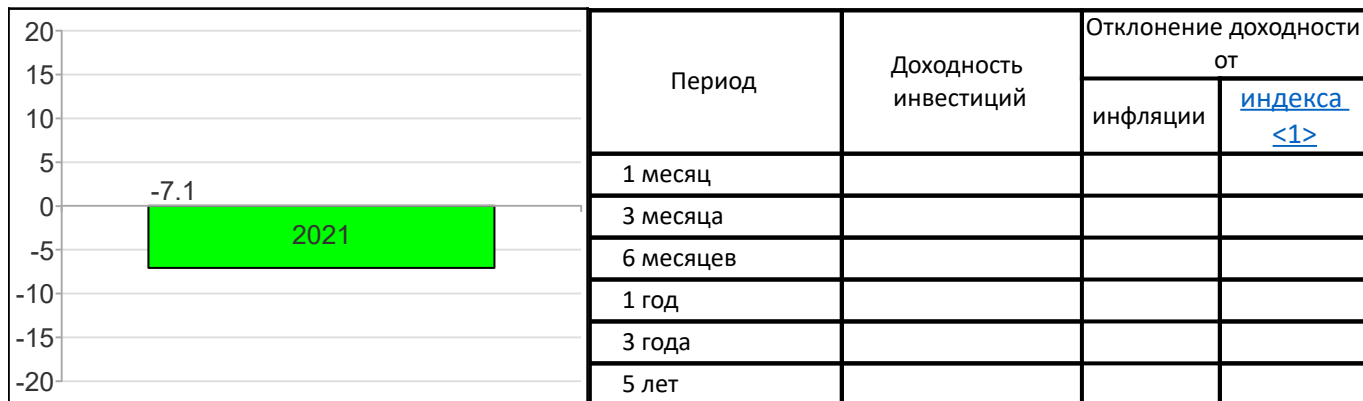 20
15
10
5
0
-5
-10
-15
-20
-7.1
2021
Период
Доходность
инвестиций
Отклонение доходности
от
инфляции
индекса
<1>
1 месяц
3 месяца
6 месяцев
1 год
3 года
5 лет